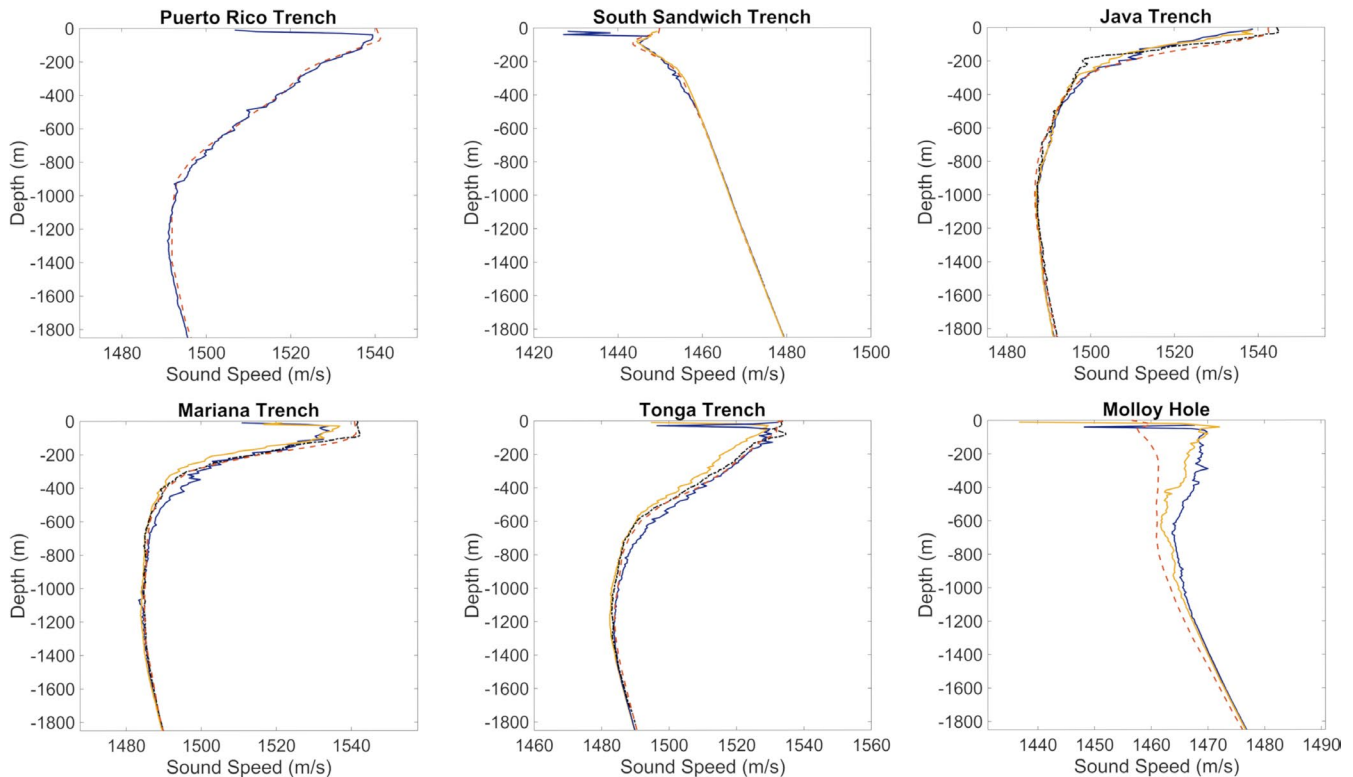 Puerto Rico Trench
0
-200
-400
-600
-800
-1000
-1200
-1400
-1600
-1800
Depth (m)
1480 1500 1520 1540
Sound Speed (m/s)
South Sandwich Trench
0
-200
-400
-600
-800
-1000
-1200
-1400
-1600
-1800
Depth (m)
1420 1440 1460 1480 1500
Sound Speed (m/s)
Java Trench
0
-200
-400
-600
-800
-1000
-1200
-1400
-1600
-1800
Depth (m)
1480 1500 1520 1540
Sound Speed (m/s)
Mariana Trench
0
-200
-400
-600
-800
-1000
-1200
-1400
-1600
-1800
Depth (m)
1480 1500 1520 1540
Sound Speed (m/s)
Tonga Trench
0
-200
-400
-600
-800
-1000
-1200
-1400
-1600
-1800
Depth (m)
1460 1480 1500 1520 1540 1560
Sound Speed (m/s)
Molloy Hole
0
-200
-400
-600
-800
-1000
-1200
-1400
-1600
-1800
Depth (m)
1440 1450 1460 1470 1480 1490
Sound Speed (m/s)